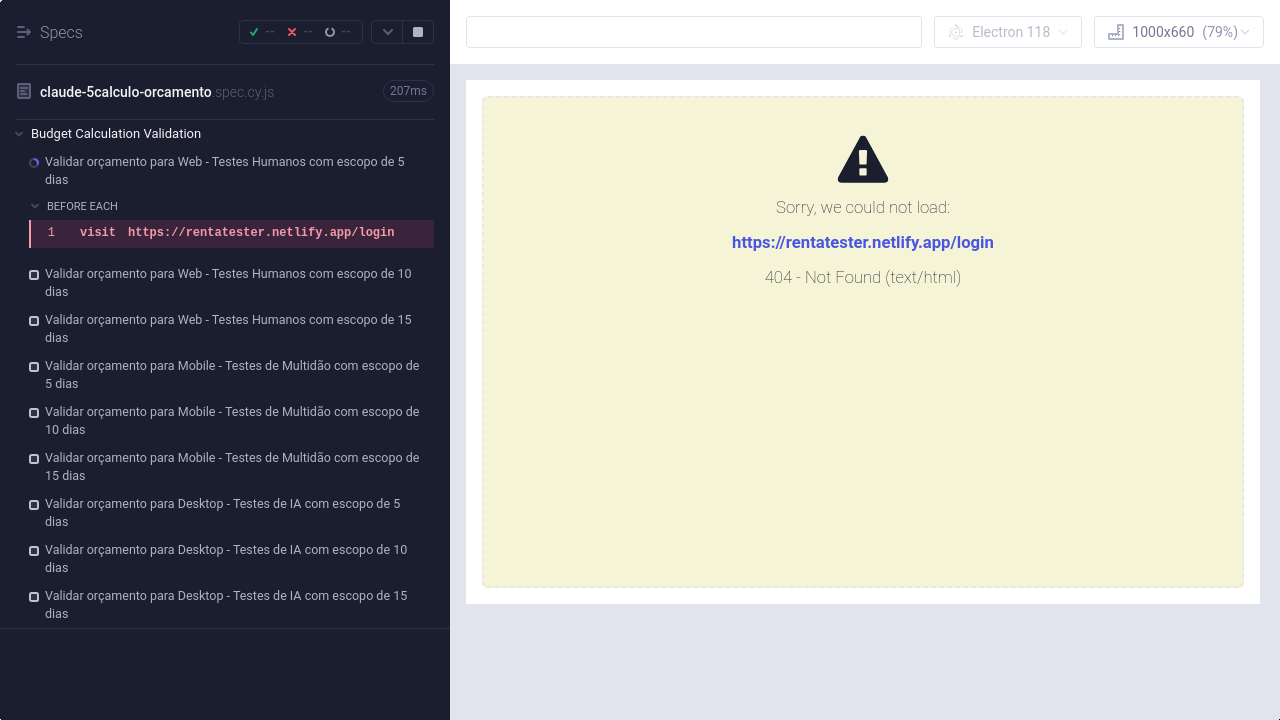 Specs
--
--
--
Electron 118
1000x660 (79%)
claude-5calculo-orcamento.spec.cy.js
207ms
Budget Calculation Validation
Validar orçamento para Web - Testes Humanos com escopo de 5
dias
BEFORE EACH
1 visit https://rentatester.netlify.app/login
Validar orçamento para Web - Testes Humanos com escopo de 10
dias
Validar orçamento para Web - Testes Humanos com escopo de 15
dias
Validar orçamento para Mobile - Testes de Multidão com escopo de
5 dias
Validar orçamento para Mobile - Testes de Multidão com escopo de
10 dias
Validar orçamento para Mobile - Testes de Multidão com escopo de
15 dias
Validar orçamento para Desktop - Testes de IA com escopo de 5
dias
Validar orçamento para Desktop - Testes de IA com escopo de 10
dias
Validar orçamento para Desktop - Testes de IA com escopo de 15
dias
Sorry, we could not load:
https://rentatester.netlify.app/login
404 - Not Found (text/html)